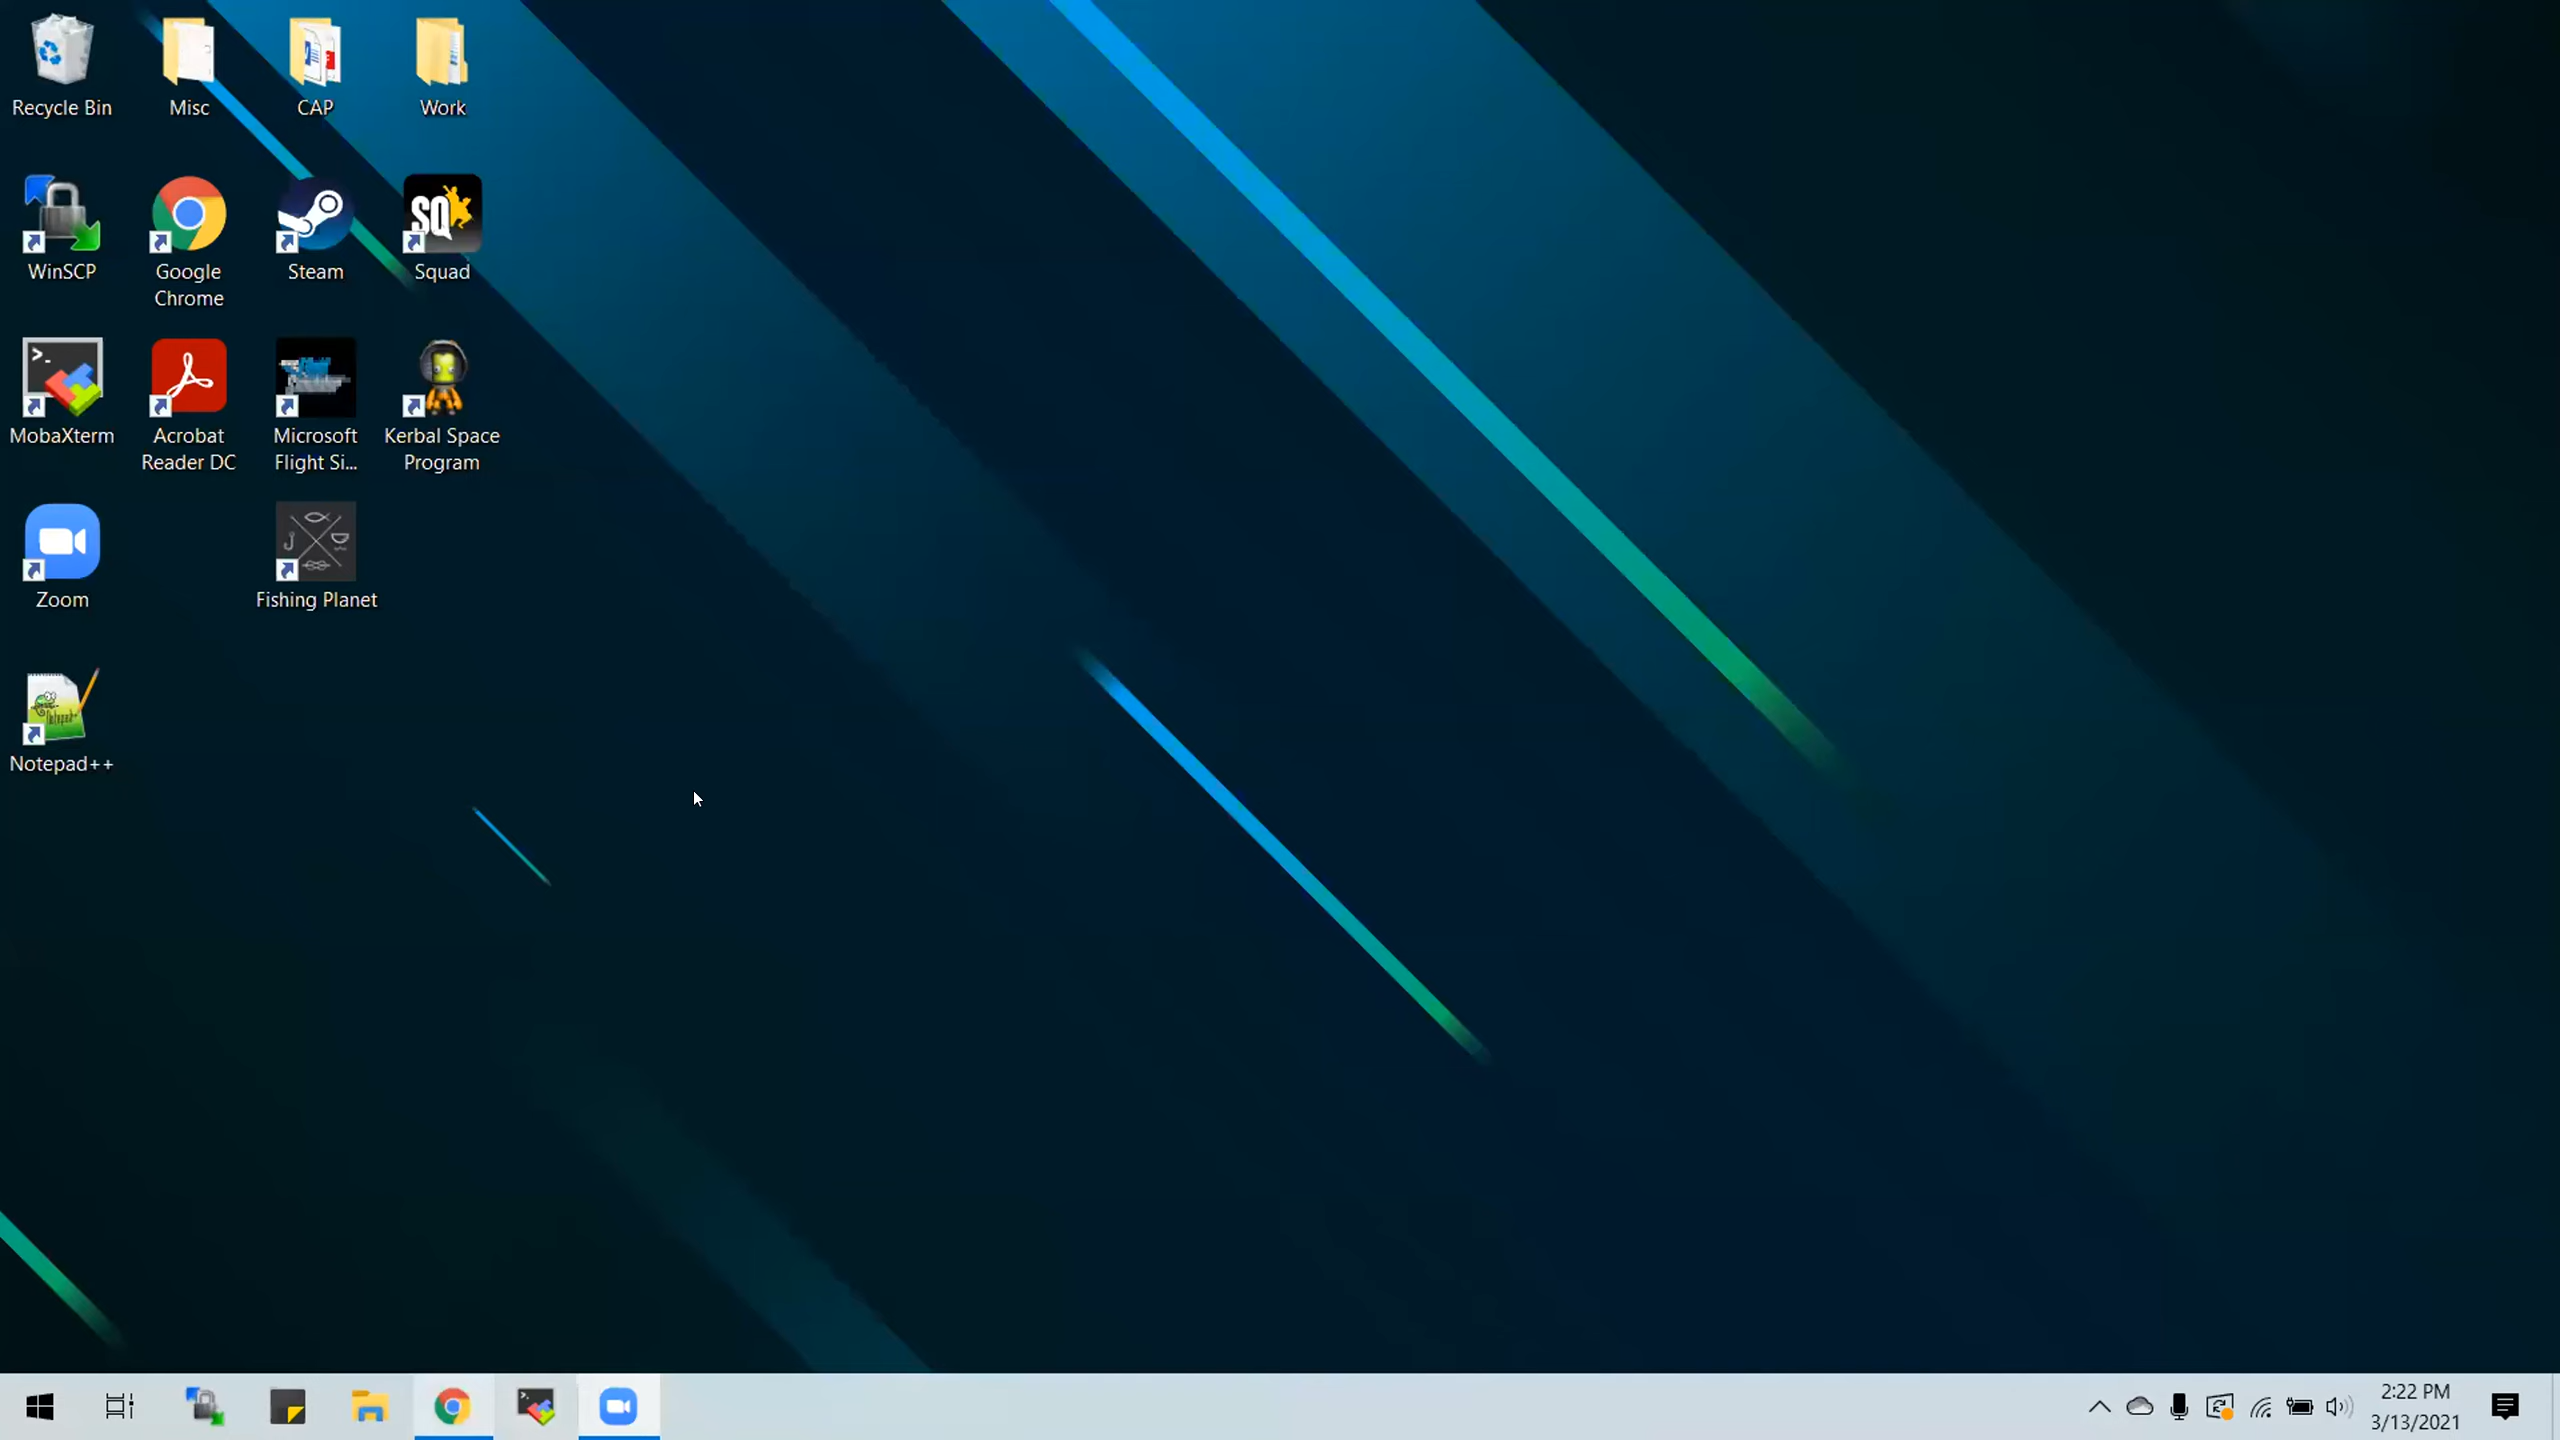 Recycle Bin
Misc
CAP
Work
WinSCP
Google
Chrome
Steam
SQ
Squad
MobaXterm
Acrobat
Reader DC
Microsoft
Flight Si...
Kerbal Space
Program
Zoom
Fishing Planet
Notepad++
2:22 PM
3/13/2021